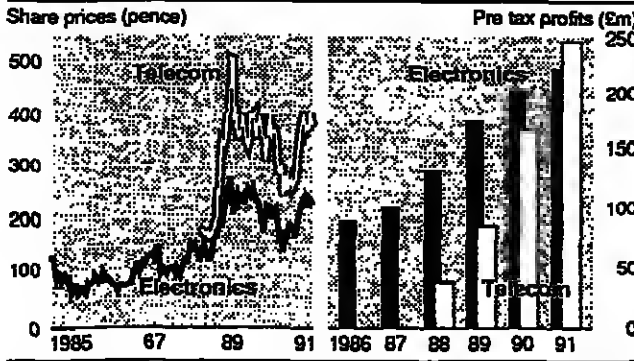 Share prices (pence)
500
400
300
200
100
0
Telecom
Electronics
1985 67 89 91
Pre tax profits (£m)
250
200
150
100
50
0
Electronics
Telecom
1986 87 88 89 90 91